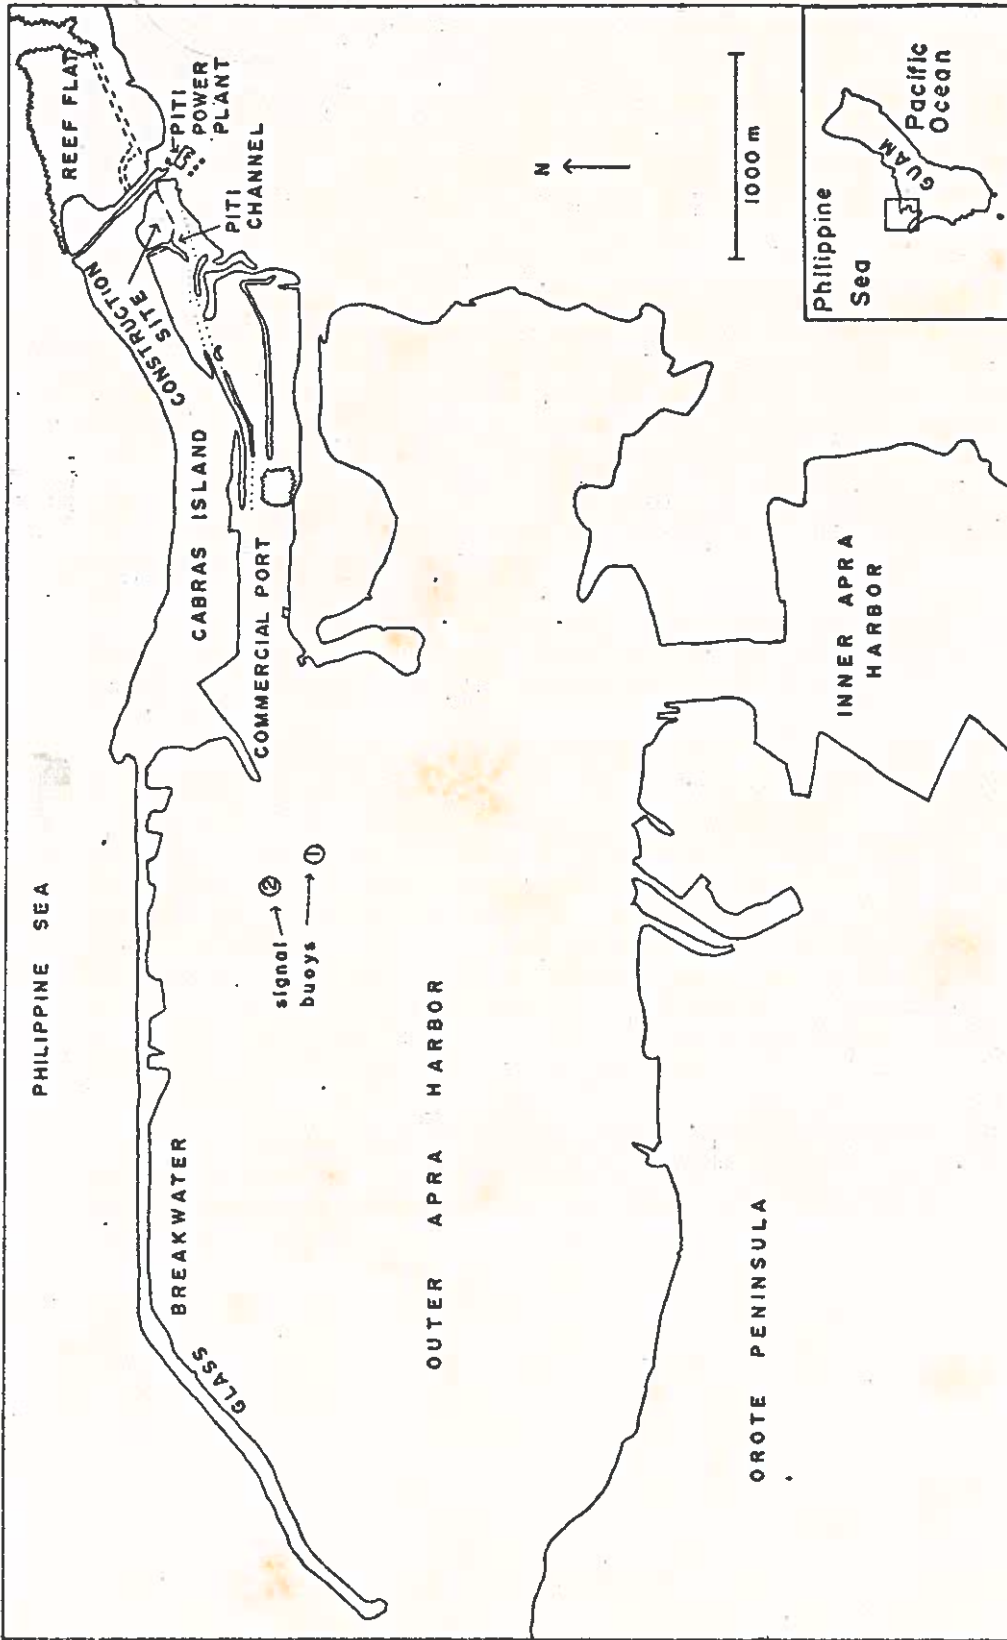 PHILIPPINE SEA
REEF FLAT
PITI
POWER
PLANT
PITI
CHANNEL
CONSTRUCTION
SITE
CABRAS ISLAND
COMMERCIAL PORT
GLASS BREAKWATER
signal → ②
buoys → ①
OUTER APRA HARBOR
INNER APRA
HARBOR
OROTE PENINSULA
N
1000 m
Philippine
Sea
GUAM
Pacific
Ocean